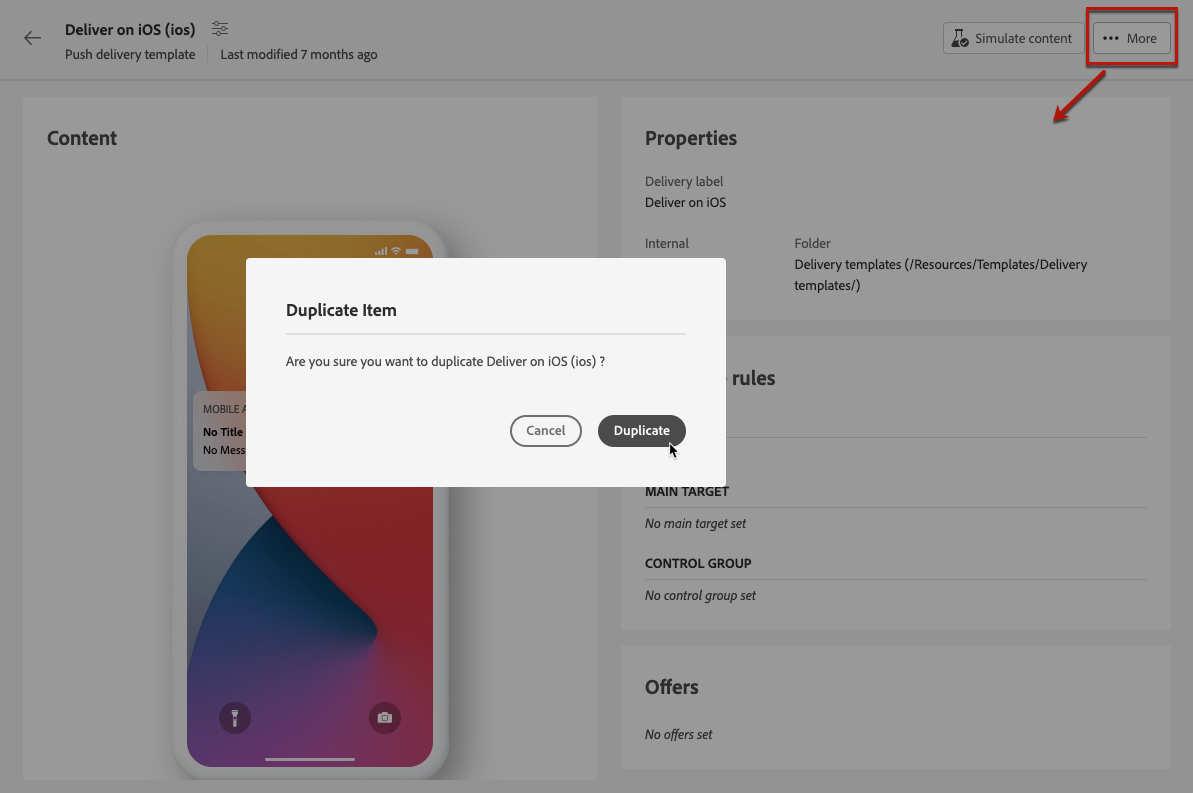 Deliver on iOS (ios)
Push delivery template
Last modified 7 months ago
Simulate content
More
Content
MOBILE A
No Title
No Mess
Properties
Delivery label
Deliver on iOS
Internal
Folder
Delivery templates (/Resources/Templates/Delivery
templates/)
Duplicate Item
Are you sure you want to duplicate Deliver on iOS (ios) ?
Cancel
Duplicate
rules
MAIN TARGET
No main target set
CONTROL GROUP
No control group set
Offers
No offers set